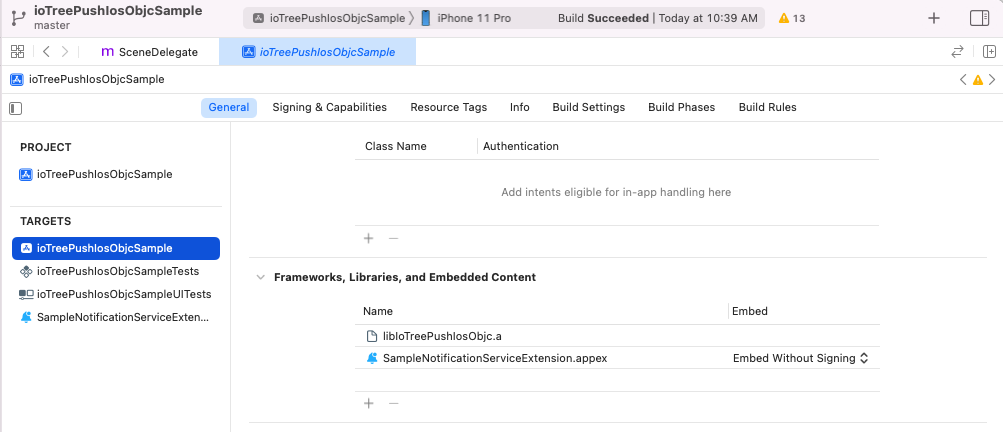 ioTreePushIosObjcSample
master
ioTreePushIosObjcSample 〉 iPhone 11 Pro
Build Succeeded | Today at 10:39 AM
13
m SceneDelegate
ioTreePushIosObjcSample
ioTreePushIosObjcSample
General Signing & Capabilities Resource Tags Info Build Settings Build Phases Build Rules
PROJECT
ioTreePushIosObjcSample
TARGETS
ioTreePushIosObjcSample
ioTreePushIosObjcSampleTests
ioTreePushIosObjcSampleUITests
SampleNotificationServiceExten...
Class Name Authentication
Add intents eligible for in-app handling here
Frameworks, Libraries, and Embedded Content
Name Embed
libIoTreePushIosObjc.a
SampleNotificationServiceExtension.appex Embed Without Signing